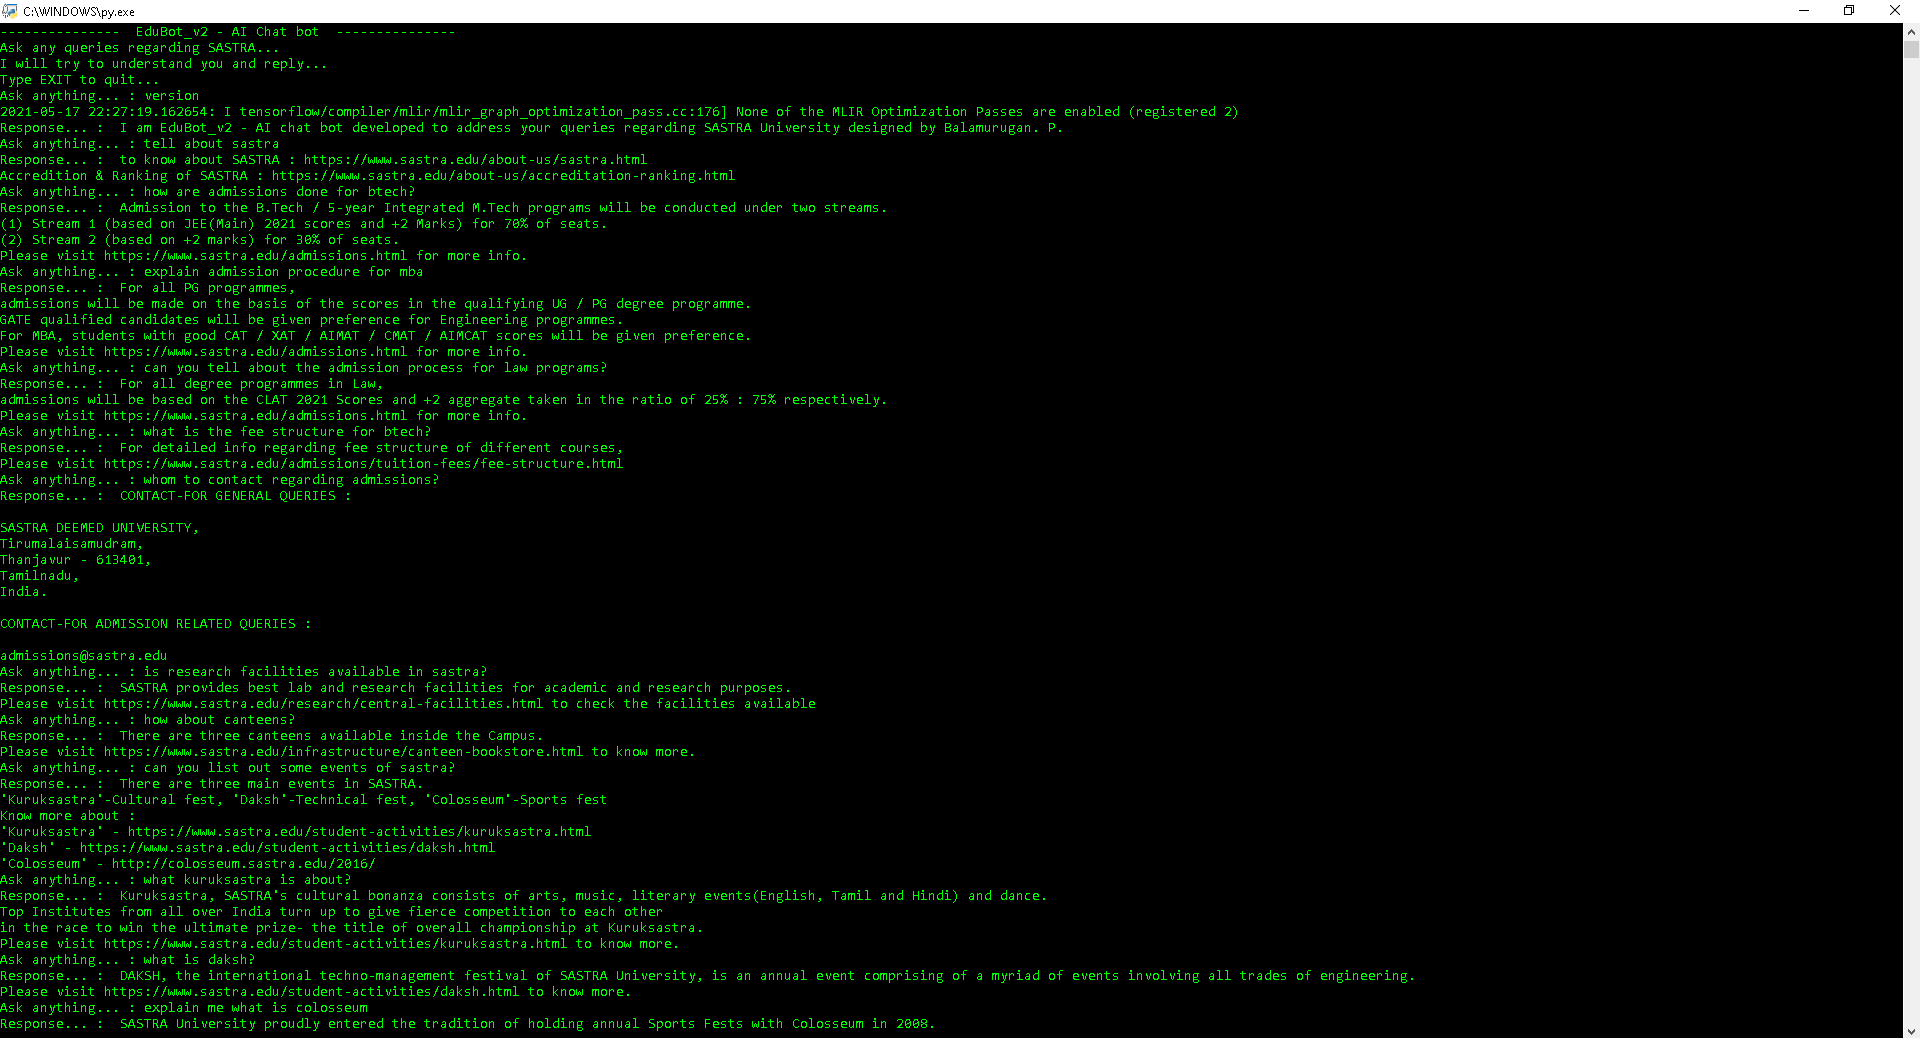 C:\WINDOWS\py.exe
---------------  EduBot_v2 - AI Chat bot  ---------------
Ask any queries regarding SASTRA...
I will try to understand you and reply...
Type EXIT to quit...
Ask anything... : version
2021-05-17 22:27:19.162654: I tensorflow/compiler/mlir/mlir_graph_optimization_pass.cc:176] None of the MLIR Optimization Passes are enabled (registered 2)
Response... :  I am EduBot_v2 - AI chat bot developed to address your queries regarding SASTRA University designed by Balamurugan. P.
Ask anything... : tell about sastra
Response... :  to know about SASTRA : https://www.sastra.edu/about-us/sastra.html
Accredition & Ranking of SASTRA : https://www.sastra.edu/about-us/accreditation-ranking.html
Ask anything... : how are admissions done for btech?
Response... :  Admission to the B.Tech / 5-year Integrated M.Tech programs will be conducted under two streams.
(1) Stream 1 (based on JEE(Main) 2021 scores and +2 Marks) for 70% of seats.
(2) Stream 2 (based on +2 marks) for 30% of seats.
Please visit https://www.sastra.edu/admissions.html for more info.
Ask anything... : explain admission procedure for mba
Response... :  For all PG programmes,
admissions will be made on the basis of the scores in the qualifying UG / PG degree programme.
GATE qualified candidates will be given preference for Engineering programmes.
For MBA, students with good CAT / XAT / AIMAT / CMAT / AIMCAT scores will be given preference.
Please visit https://www.sastra.edu/admissions.html for more info.
Ask anything... : can you tell about the admission process for law programs?
Response... :  For all degree programmes in Law,
admissions will be based on the CLAT 2021 Scores and +2 aggregate taken in the ratio of 25% : 75% respectively.
Please visit https://www.sastra.edu/admissions.html for more info.
Ask anything... : what is the fee structure for btech?
Response... :  For detailed info regarding fee structure of different courses,
Please visit https://www.sastra.edu/admissions/tuition-fees/fee-structure.html
Ask anything... : whom to contact regarding admissions?
Response... :  CONTACT-FOR GENERAL QUERIES :
SASTRA DEEMED UNIVERSITY,
Tirumalaisamudram,
Thanjavur - 613401,
Tamilnadu,
India.
CONTACT-FOR ADMISSION RELATED QUERIES :
admissions@sastra.edu
Ask anything... : is research facilities available in sastra?
Response... :  SASTRA provides best lab and research facilities for academic and research purposes.
Please visit https://www.sastra.edu/research/central-facilities.html to check the facilities available
Ask anything... : how about canteens?
Response... :  There are three canteens available inside the Campus.
Please visit https://www.sastra.edu/infrastructure/canteen-bookstore.html to know more.
Ask anything... : can you list out some events of sastra?
Response... :  There are three main events in SASTRA.
'Kuruksastra'-Cultural fest, 'Daksh'-Technical fest, 'Colosseum'-Sports fest
Know more about :
'Kuruksastra' - https://www.sastra.edu/student-activities/kuruksastra.html
'Daksh' - https://www.sastra.edu/student-activities/daksh.html
'Colosseum' - http://colosseum.sastra.edu/2016/
Ask anything... : what kuruksastra is about?
Response... :  Kuruksastra, SASTRA's cultural bonanza consists of arts, music, literary events(English, Tamil and Hindi) and dance.
Top Institutes from all over India turn up to give fierce competition to each other
in the race to win the ultimate prize- the title of overall championship at Kuruksastra.
Please visit https://www.sastra.edu/student-activities/kuruksastra.html to know more.
Ask anything... : what is daksh?
Response... :  DAKSH, the international techno-management festival of SASTRA University, is an annual event comprising of a myriad of events involving all trades of engineering.
Please visit https://www.sastra.edu/student-activities/daksh.html to know more.
Ask anything... : explain me what is colosseum
Response... :  SASTRA University proudly entered the tradition of holding annual Sports Fests with Colosseum in 2008.